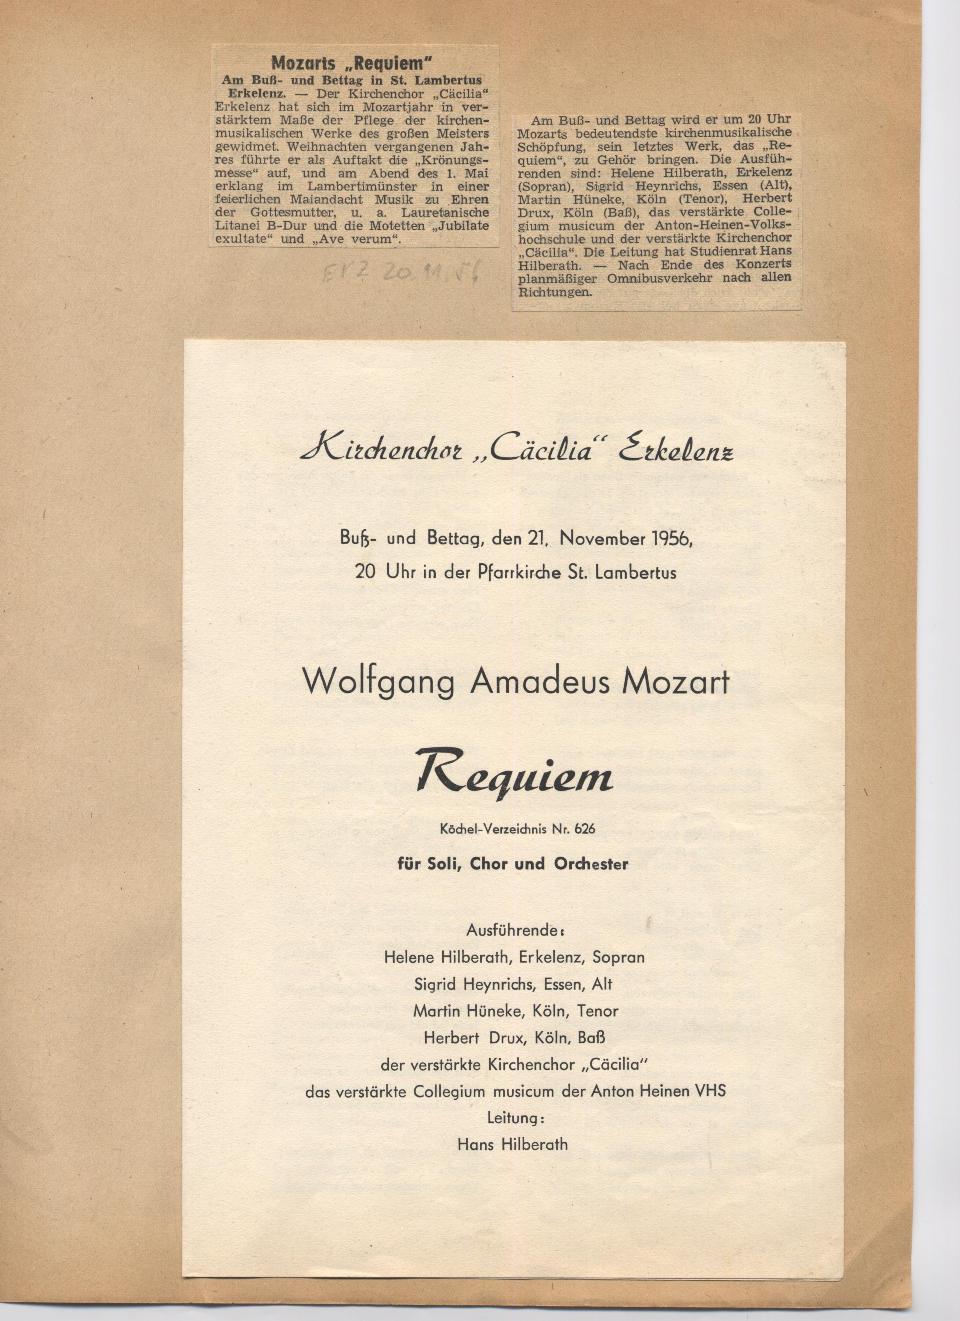 Mozarts „Requiem“
Am Buß- und Bettag in St. Lambertus
Erkelenz. — Der Kirchenchor „Cäcilia“
Erkelenz hat sich im Mozartjahr in ver-
stärktem Maße der Pflege der kirchen-
musikalischen Werke des großen Meisters
gewidmet. Weihnachten vergangenen Jah-
res führte er als Auftakt die „Krönungs-
messe“ auf, und am Abend des 1. Mai
erklang im Lambertimünster in einer
feierlichen Maiandacht Musik zu Ehren
der Gottesmutter, u. a. Lauretanische
Litanei B-Dur und die Motetten „Jubilate
exultate“ und „Ave verum“.
EVZ 20.11.56
Am Buß- und Bettag wird er um 20 Uhr
Mozarts bedeutendste kirchenmusikalische
Schöpfung, sein letztes Werk, das „Re-
quiem“, zu Gehör bringen. Die Ausfüh-
renden sind: Helene Hilberath, Erkelenz
(Sopran), Sigrid Heynrichs, Essen (Alt),
Martin Hüneke, Köln (Tenor), Herbert
Drux, Köln (Baß), das verstärkte Colle-
gium musicum der Anton-Heinen-Volks-
hochschule und der verstärkte Kirchenchor
„Cäcilia“. Die Leitung hat Studienrat Hans
Hilberath. — Nach Ende des Konzerts
planmäßiger Omnibusverkehr nach allen
Richtungen.
Kirchenchor „Cäcilia“ Erkelenz
Buß- und Bettag, den 21. November 1956,
20 Uhr in der Pfarrkirche St. Lambertus
Wolfgang Amadeus Mozart
Requiem
Köchel-Verzeichnis Nr. 626
für Soli, Chor und Orchester
Ausführende:
Helene Hilberath, Erkelenz, Sopran
Sigrid Heynrichs, Essen, Alt
Martin Hüneke, Köln, Tenor
Herbert Drux, Köln, Baß
der verstärkte Kirchenchor „Cäcilia“
das verstärkte Collegium musicum der Anton Heinen VHS
Leitung:
Hans Hilberath